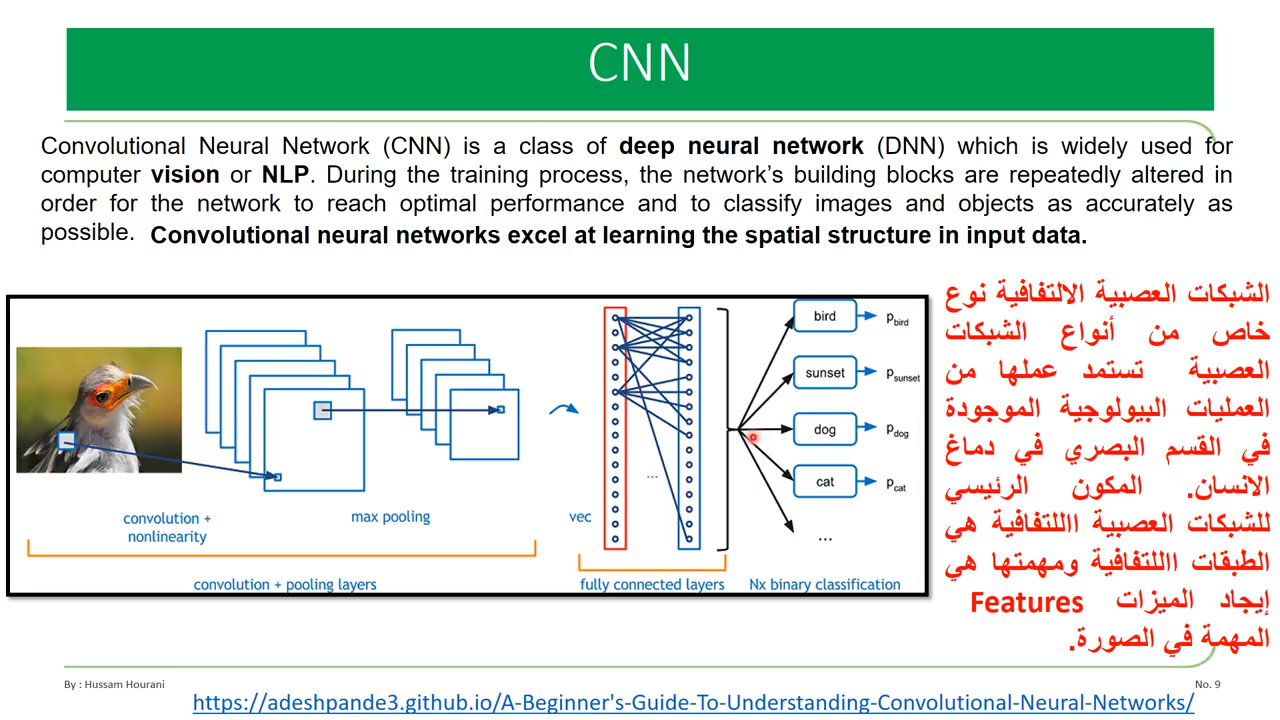 CNN
Convolutional Neural Network (CNN) is a class of deep neural network (DNN) which is widely used for
computer vision or NLP. During the training process, the network's building blocks are repeatedly altered in
order for the network to reach optimal performance and to classify images and objects as accurately as
possible. Convolutional neural networks excel at learning the spatial structure in input data.
الشبكات العصبية الالتفافية نوع
خاص من أنواع الشبكات
العصبية تستمد عملها من
العمليات البيولوجية الموجودة
في القسم البصري في دماغ
الانسان. المكون الرئيسي
للشبكات العصبية االلتفافية هي
الطبقات االلتفافية ومهمتها هي
إيجاد الميزات Features
المهمة في الصورة.
convolution +
nonlinearity
max pooling
convolution + pooling layers
vec
...
fully connected layers
bird
p bird
sunset
p sunset
dog
p dog
cat
p cat
...
Nx binary classification
By : Hussam Hourani
No. 9
https://adeshpande3.github.io/A-Beginner's-Guide-To-Understanding-Convolutional-Neural-Networks/